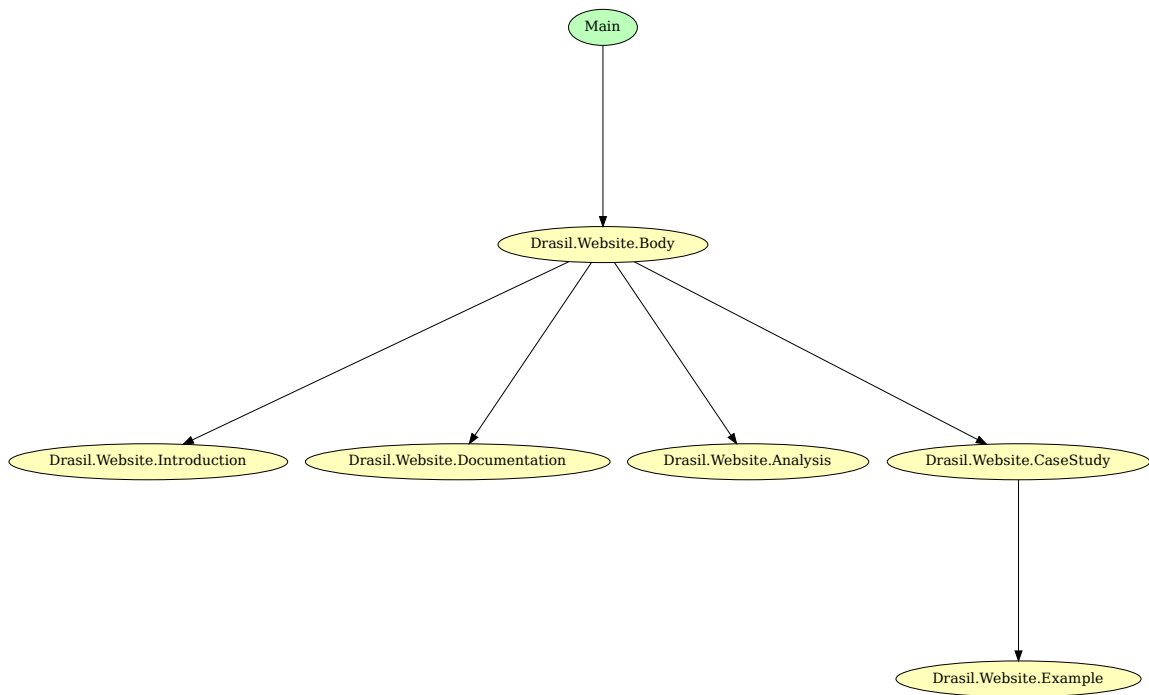 Main
Drasil.Website.Body
Drasil.Website.Introduction
Drasil.Website.Documentation
Drasil.Website.Analysis
Drasil.Website.CaseStudy
Drasil.Website.Example